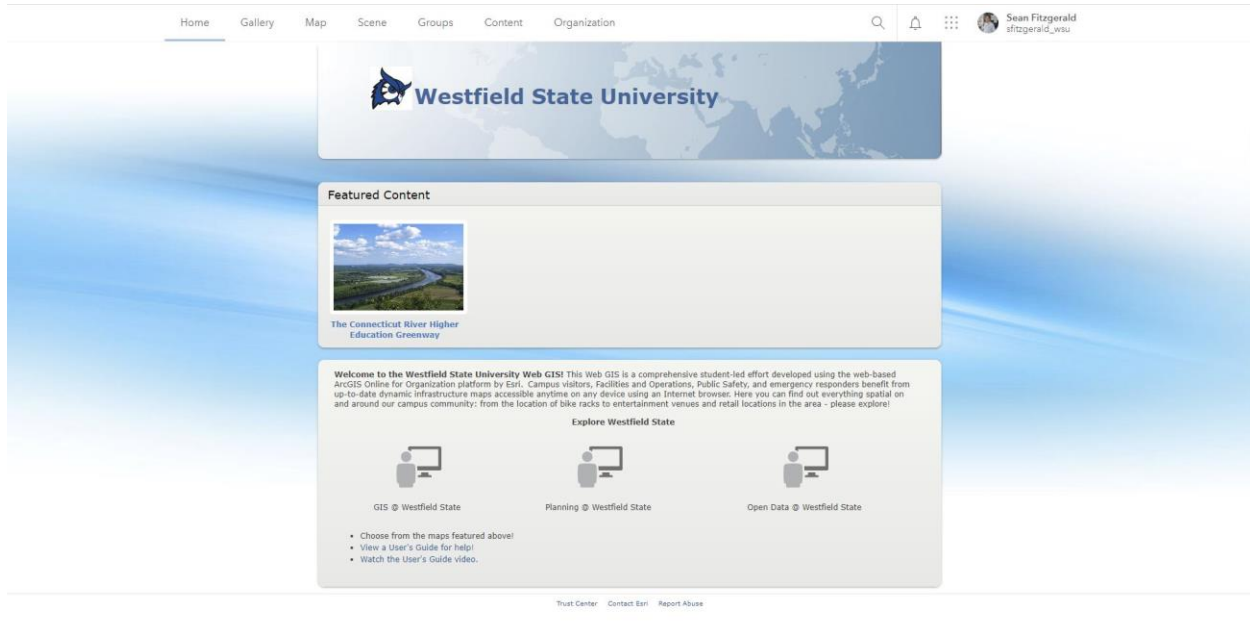 Home Gallery Map Scene Groups Content Organization
Sean Fitzgerald
sfitzgerald_wsu
Westfield State University
Featured Content
The Connecticut River Higher
Education Greenway
Welcome to the Westfield State University Web GIS! This Web GIS is a comprehensive student-led effort developed using the web-based
ArcGIS Online for Organization platform by Esri. Campus visitors, Facilities and Operations, Public Safety, and emergency responders benefit from
up-to-date dynamic infrastructure maps accessible anytime on any device using an Internet browser. Here you can find out everything spatial on
and around our campus community: from the location of bike racks to entertainment venues and retail locations in the area - please explore!
Explore Westfield State
GIS @ Westfield State Planning @ Westfield State Open Data @ Westfield State
• Choose from the maps featured above!
• View a User's Guide for help!
• Watch the User's Guide video.
Trust Center Contact Esri Report Abuse